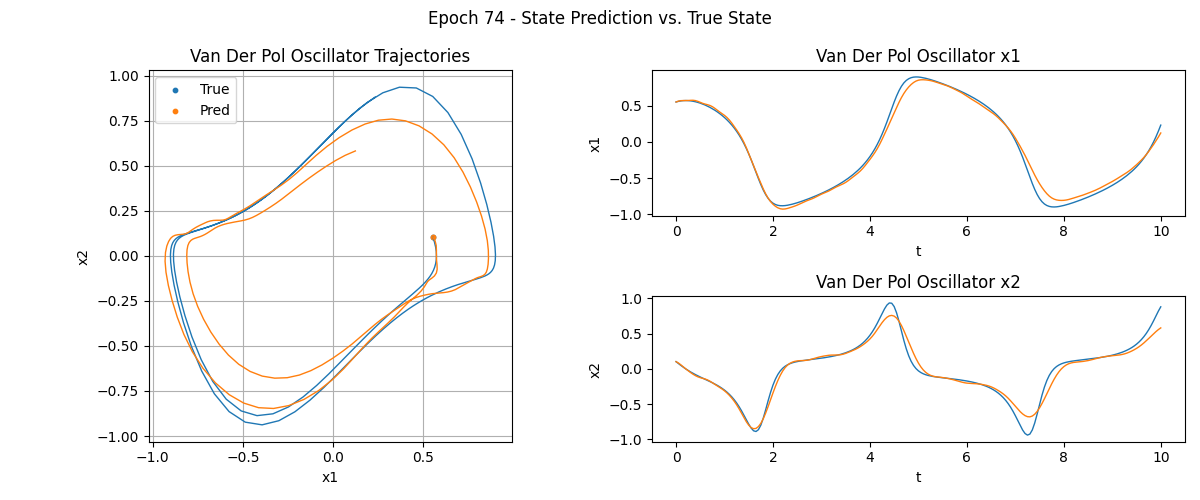 Epoch 74 - State Prediction vs. True State
Van Der Pol Oscillator Trajectories
True
Pred
1.00
0.75
0.50
0.25
0.00
−0.25
−0.50
−0.75
−1.00
x2
−1.0
−0.5
0.0
0.5
x1
Van Der Pol Oscillator x1
0.5
0.0
−0.5
−1.0
x1
0
2
4
6
8
10
t
Van Der Pol Oscillator x2
1.0
0.5
0.0
−0.5
−1.0
x2
0
2
4
6
8
10
t